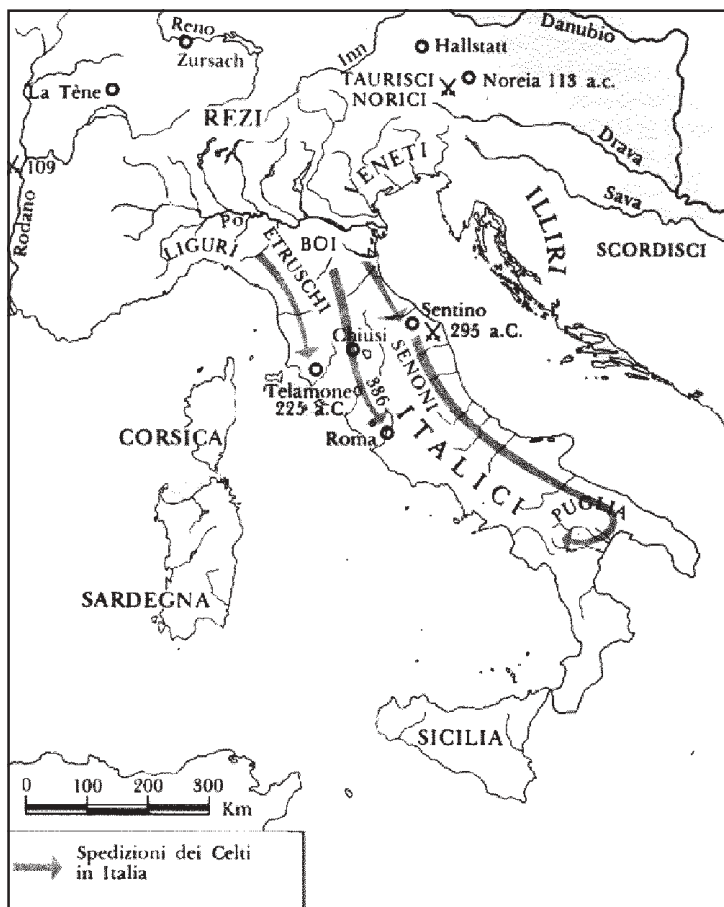 Reno
Zursach
Danubio
Inn
Hallstatt
La Tène
TAURISCI
NORICI
Noreia 113 a.c.
REZI
109
Rodano
VENETI
Drava
Sava
ILLIRI
SCORDISCI
Po
LIGURI
ETRUSCHI
BOI
Sentino
295 a.C.
Chiusi
SENONI
386
Telamone
225 a.C.
Roma
ITALICI
CORSICA
PUGLIA
SARDEGNA
SICILIA
0 100 200 300
Km
Spedizioni dei Celti
in Italia